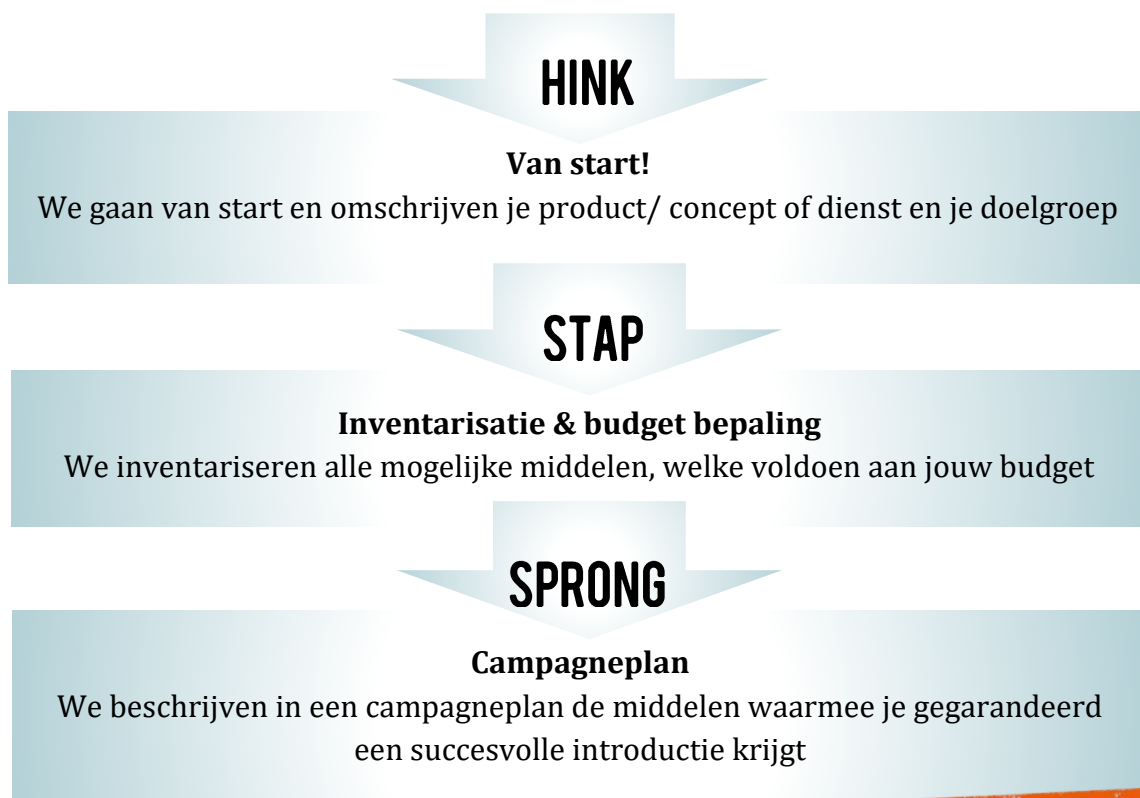 HINK
Van start!
We gaan van start en omschrijven je product/ concept of dienst en je doelgroep
STAP
Inventarisatie & budget bepaling
We inventariseren alle mogelijke middelen, welke voldoen aan jouw budget
SPRONG
Campagneplan
We beschrijven in een campagneplan de middelen waarmee je gegarandeerd
een succesvolle introductie krijgt